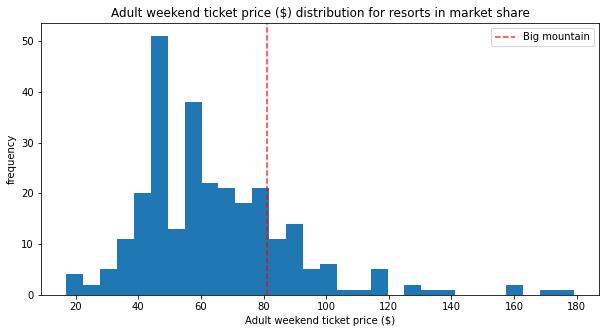 Adult weekend ticket price ($) distribution for resorts in market share
Big mountain
frequency
50
40
30
20
10
0
20 40 60 80 100 120 140 160 180
Adult weekend ticket price ($)